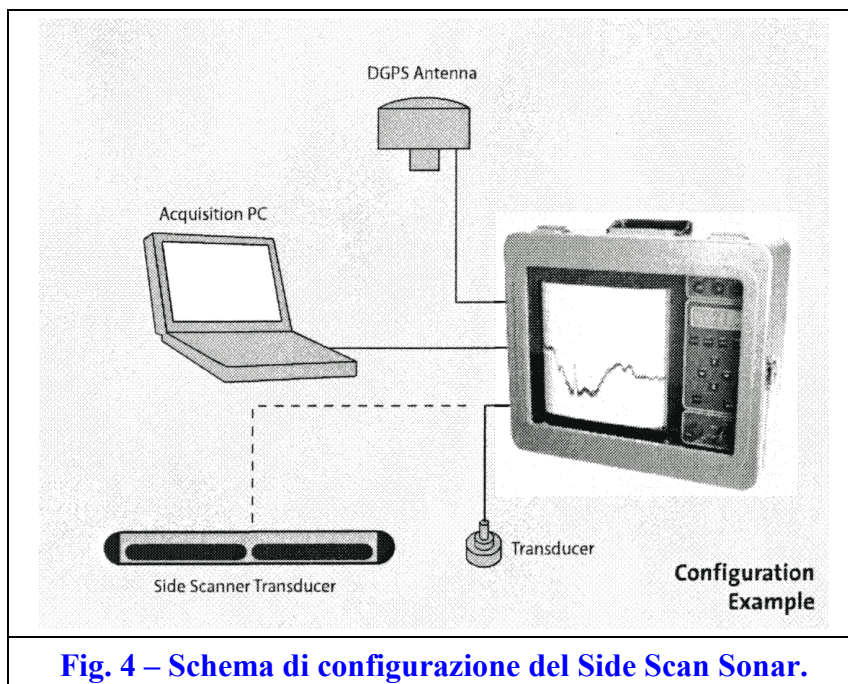 DGPS Antenna
Acquisition PC
Transducer
Side Scanner Transducer
Configuration
Example
Fig. 4 – Schema di configurazione del Side Scan Sonar.